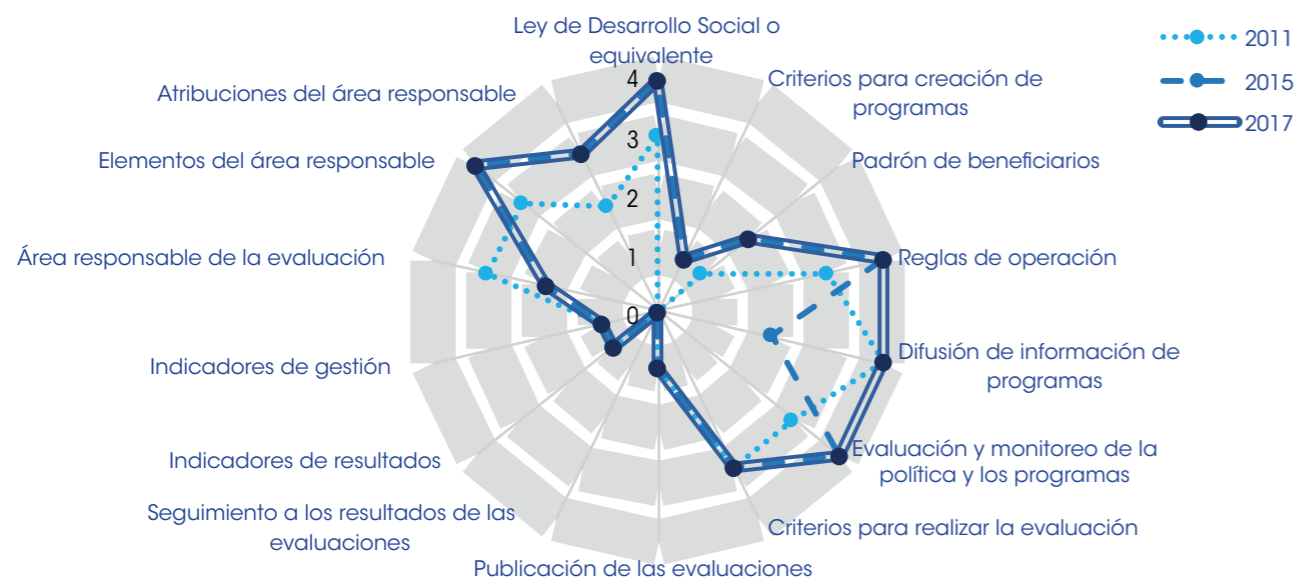 Ley de Desarrollo Social o
equivalente
2011
2015
2017
4
3
2
1
0
Criterios para creación de
programas
Padrón de beneficiarios
Reglas de operación
Difusión de información de
programas
Evaluación y monitoreo de la
política y los programas
Criterios para realizar la evaluación
Publicación de las evaluaciones
Seguimiento a los resultados de las
evaluaciones
Indicadores de resultados
Indicadores de gestión
Área responsable de la evaluación
Elementos del área responsable
Atribuciones del área responsable